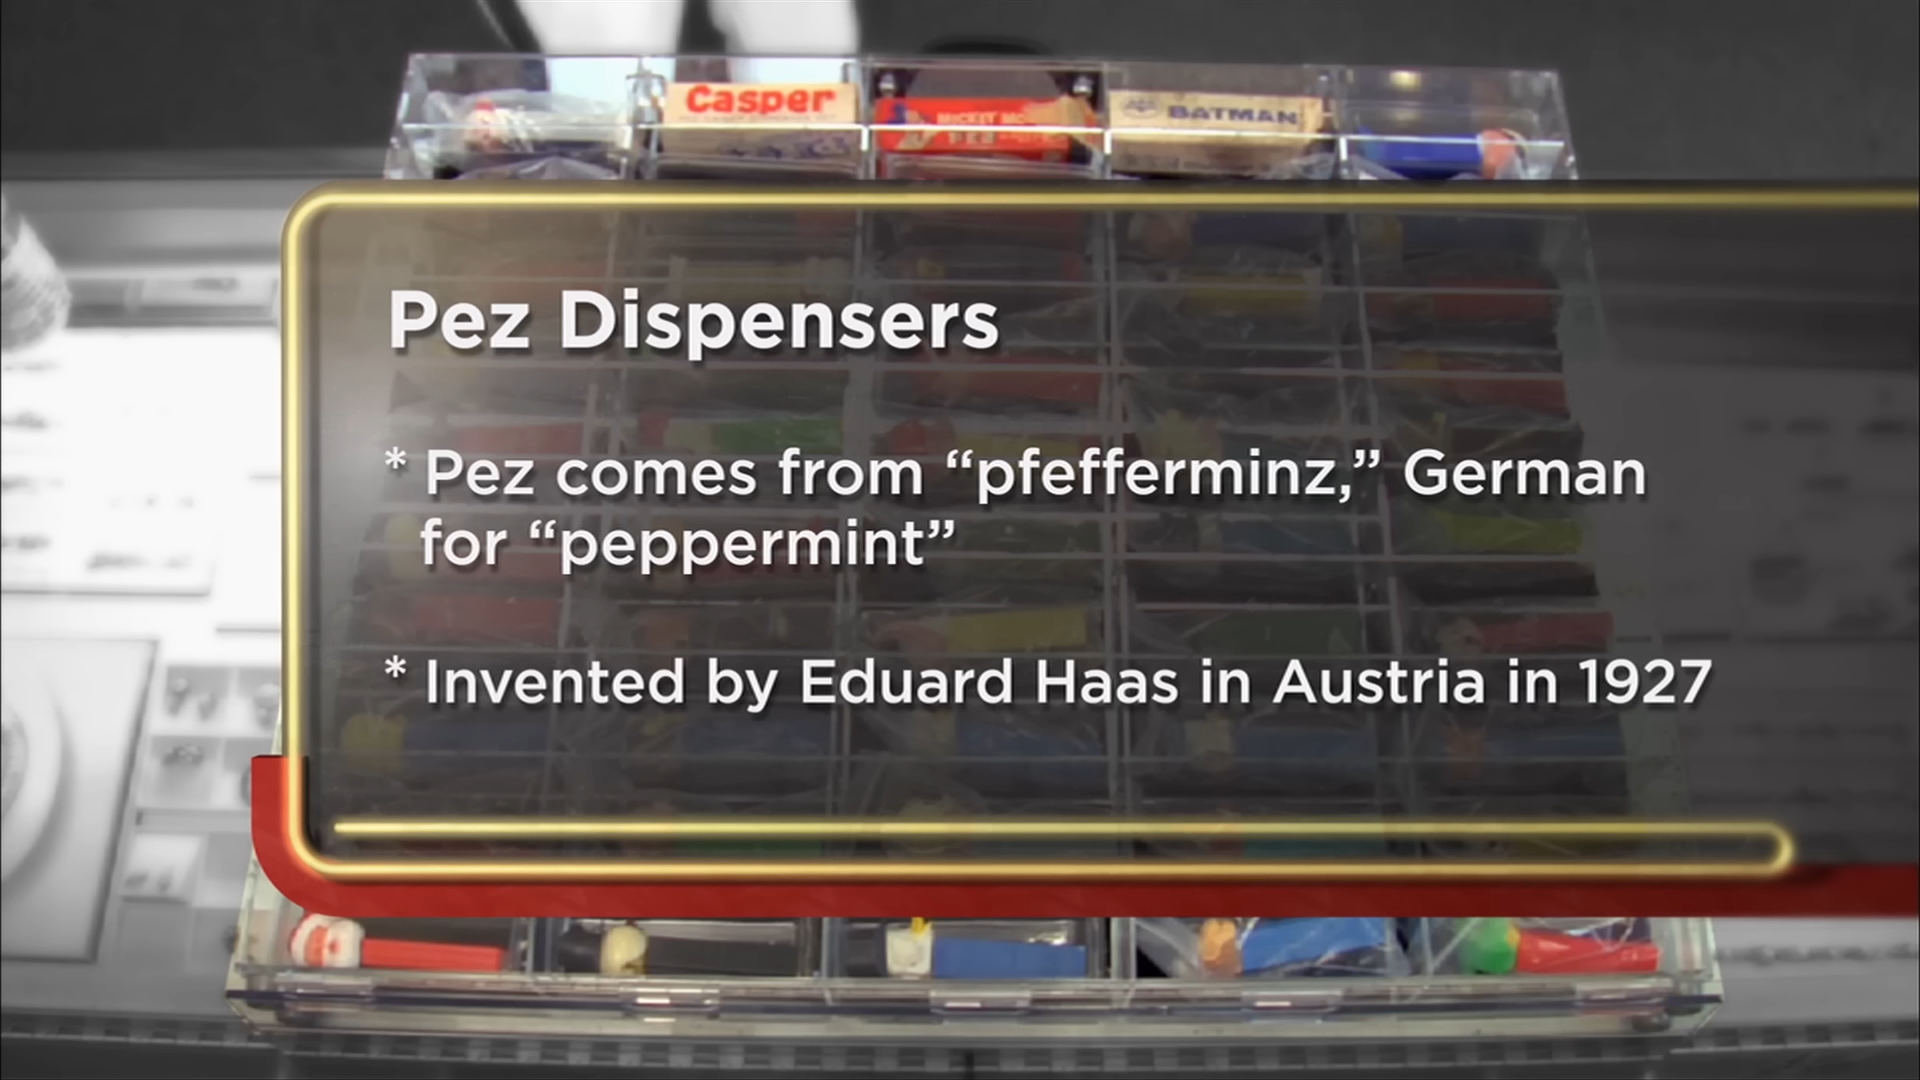 Casper
MICKEY
BATMAN
Pez Dispensers
* Pez comes from “pfefferminz,” German
for “peppermint”
* Invented by Eduard Haas in Austria in 1927